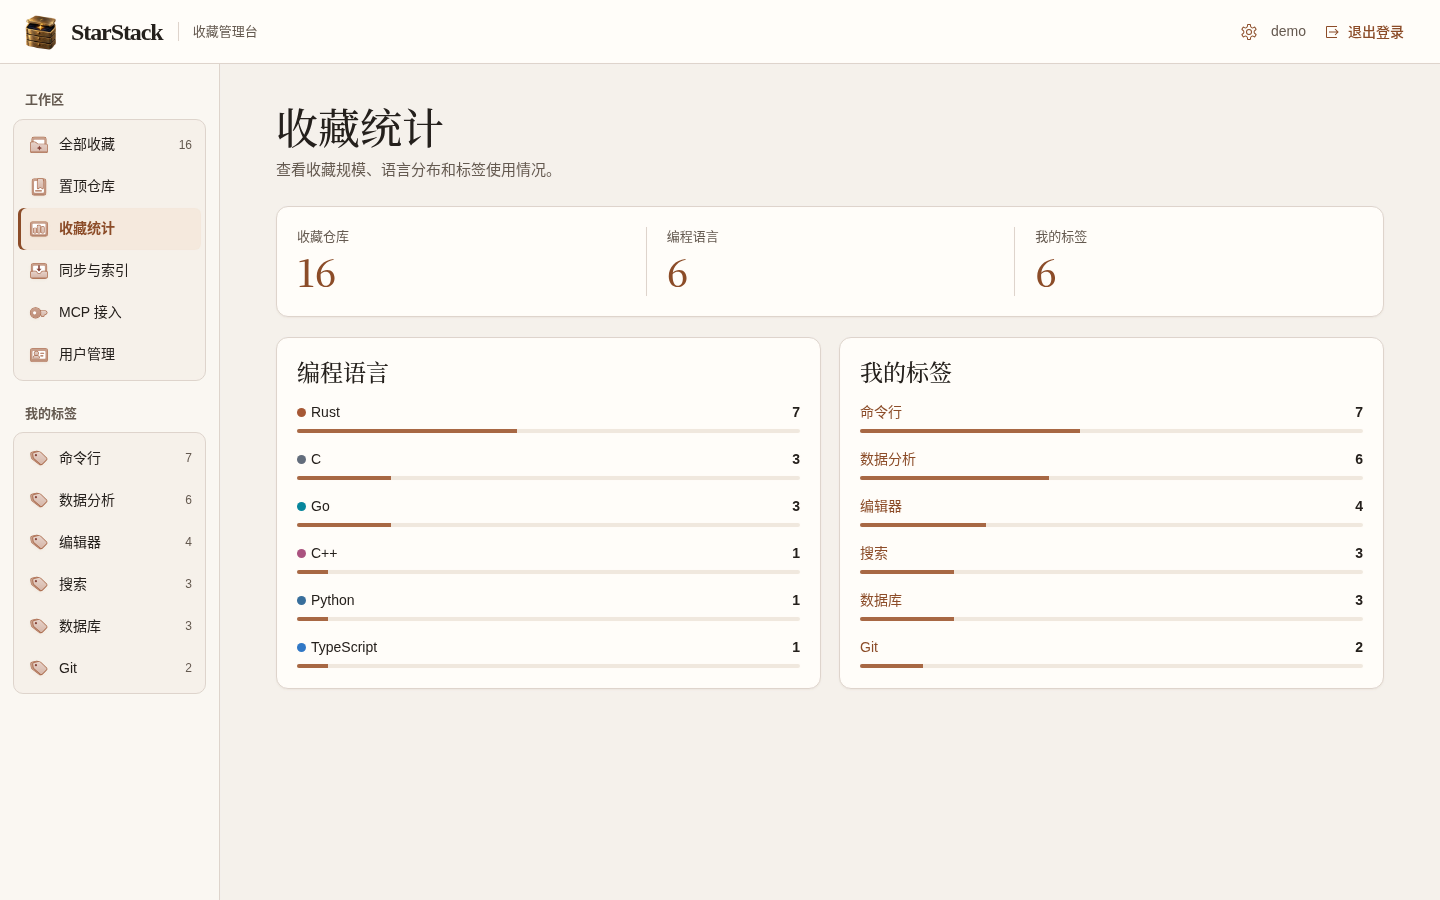 StarStack
收藏管理台
demo
退出登录
工作区
全部收藏 16
置顶仓库
收藏统计
同步与索引
MCP 接入
用户管理
我的标签
命令行 7
数据分析 6
编辑器 4
搜索 3
数据库 3
Git 2
收藏统计
查看收藏规模、语言分布和标签使用情况。
收藏仓库
16
编程语言
6
我的标签
6
编程语言
Rust 7
C 3
Go 3
C++ 1
Python 1
TypeScript 1
我的标签
命令行 7
数据分析 6
编辑器 4
搜索 3
数据库 3
Git 2